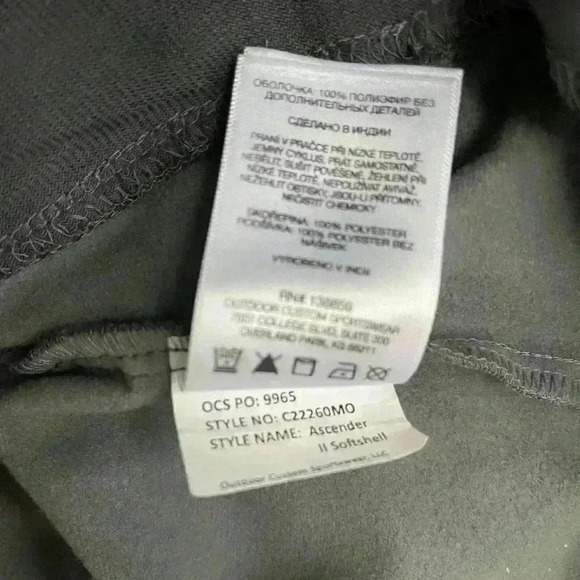 ОБОЛОЧКА: 100% ПОЛИЭФИР БЕЗ
ДОПОЛНИТЕЛЬНЫХ ДЕТАЛЕЙ
СДЕЛАНО В ИНДИИ
PRANÍ V PRAČCE PŘI NÍZKÉ TEPLOTĚ,
JEMNÝ CYKLUS, PRÁT SAMOSTATNĚ,
NEBĚLIT, SUŠIT POVĚŠENÉ, ŽEHLENÍ PŘI
NÍZKÉ TEPLOTĚ, NEPOUŽÍVAT AVIVÁŽ,
NEŽEHLIT OBTISKY, JSOU-LI PŘÍTOMNY,
NEČISTIT CHEMICKY
SKOŘEPINA: 100% POLYESTER
PODŠÍVKA: 100% POLYESTER BEZ
NÁŠIVEK
VYROBENO V INDII
RN#
OUTDOOR CUSTOM SPORTSWEAR
7007 COLLEGE BLVD, SUITE 200
OVERLAND PARK, KS 66211
OCS PO: 9965
STYLE NO: C22260MO
STYLE NAME: Ascender
II Softshell
Outdoor Custom Sportswear, LLC